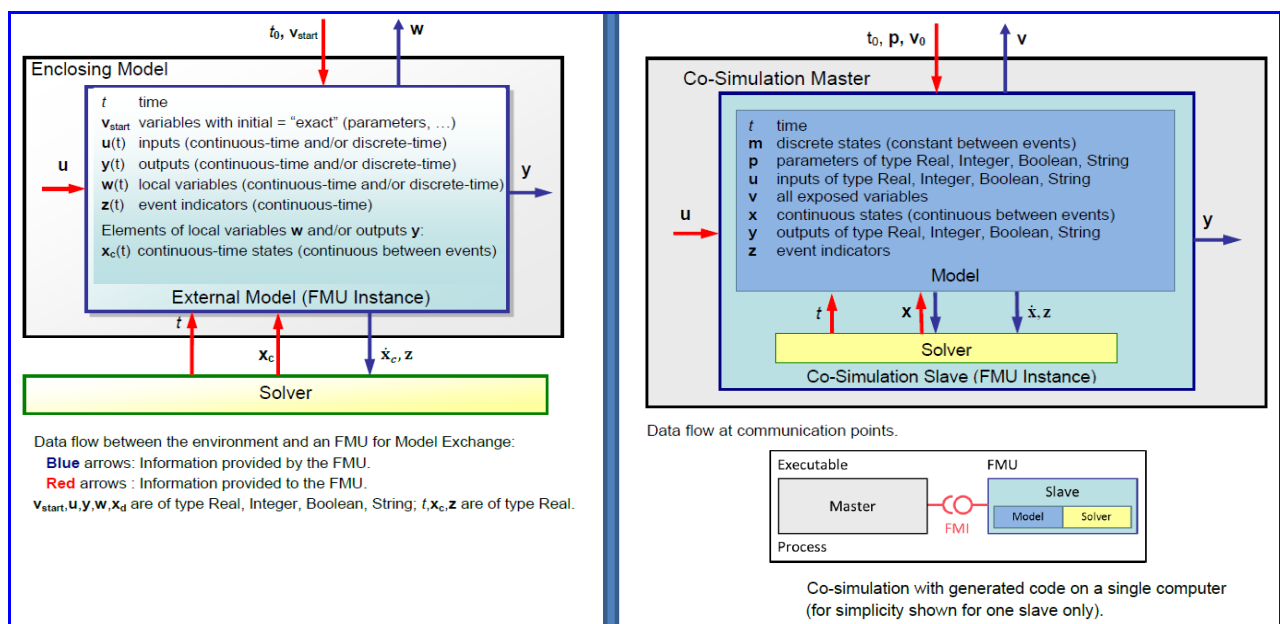 t0, vstart
w
Enclosing Model
t time
vstart variables with initial = “exact” (parameters, …)
u(t) inputs (continuous-time and/or discrete-time)
y(t) outputs (continuous-time and/or discrete-time)
w(t) local variables (continuous-time and/or discrete-time)
z(t) event indicators (continuous-time)
Elements of local variables w and/or outputs y:
xc(t) continuous-time states (continuous between events)
u
y
External Model (FMU Instance)
t
xc
ẋc, z
Solver
Data flow between the environment and an FMU for Model Exchange:
Blue arrows: Information provided by the FMU.
Red arrows : Information provided to the FMU.
vstart,u,y,w,xd are of type Real, Integer, Boolean, String; t,xc,z are of type Real.
t0, p, v0
v
Co-Simulation Master
t time
m discrete states (constant between events)
p parameters of type Real, Integer, Boolean, String
u inputs of type Real, Integer, Boolean, String
v all exposed variables
x continuous states (continuous between events)
y outputs of type Real, Integer, Boolean, String
z event indicators
u
y
Model
t
x
ẋ, z
Solver
Co-Simulation Slave (FMU Instance)
Data flow at communication points.
Executable
FMU
Slave
Master
Model
Solver
FMI
Process
Co-simulation with generated code on a single computer
(for simplicity shown for one slave only).